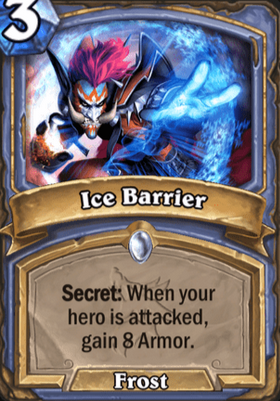 3
Ice Barrier
Secret: When your
hero is attacked,
gain 8 Armor.
Frost